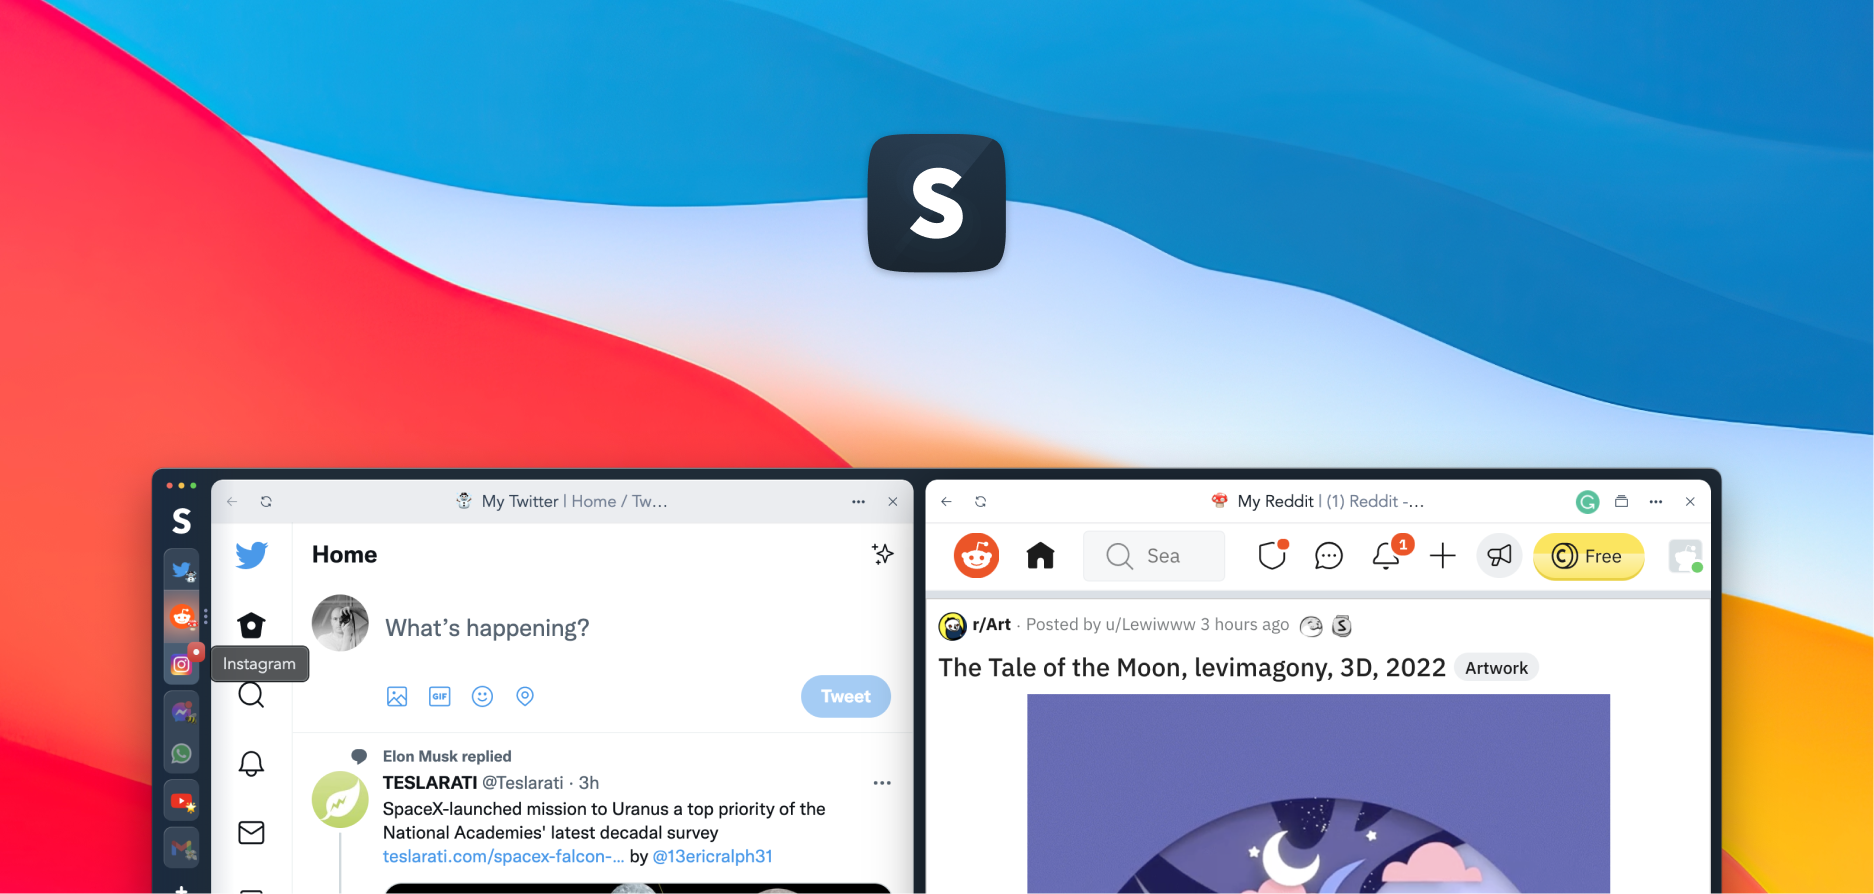 S
S
My Twitter | Home / Tw...
Instagram
Home
What's happening?
GIF
Tweet
Elon Musk replied
TESLARATI @Teslarati · 3h
SpaceX-launched mission to Uranus a top priority of the
National Academies' latest decadal survey
teslarati.com/spacex-falcon-... by @13ericralph31
My Reddit | (1) Reddit -...
G
Sea
1
Free
r/Art · Posted by u/Lewiwww 3 hours ago
S
The Tale of the Moon, levimagony, 3D, 2022 Artwork